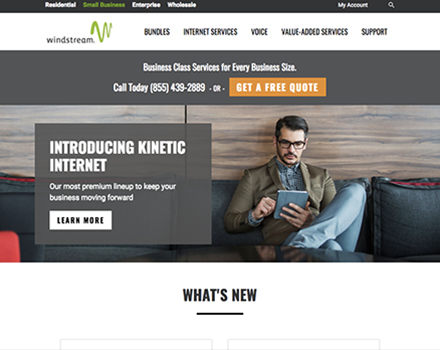 Residential Small Business Enterprise Wholesale My Account
windstream.
BUNDLES INTERNET SERVICES VOICE VALUE-ADDED SERVICES SUPPORT
Business Class Services for Every Business Size.
Call Today (855) 439-2889 - OR - GET A FREE QUOTE
INTRODUCING KINETIC
INTERNET
Our most premium lineup to keep your
business moving forward
LEARN MORE
WHAT'S NEW